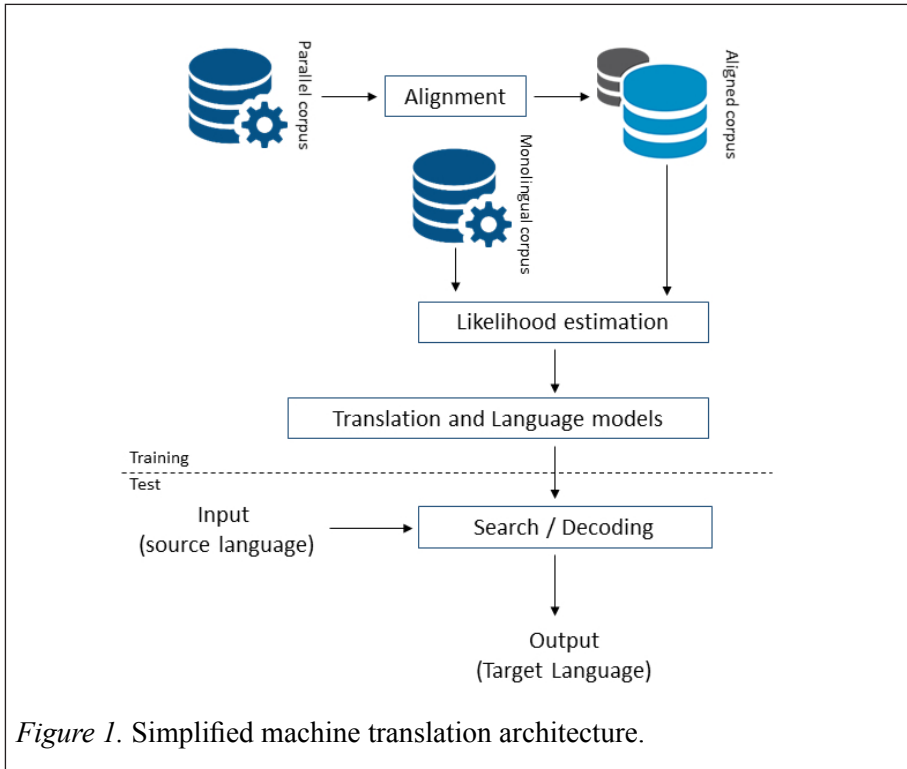 Parallel corpus
Alignment
Aligned corpus
Monolingual corpus
Likelihood estimation
Translation and Language models
Training
Test
Input
(source language)
Search / Decoding
Output
(Target Language)
Figure 1. Simplified machine translation architecture.